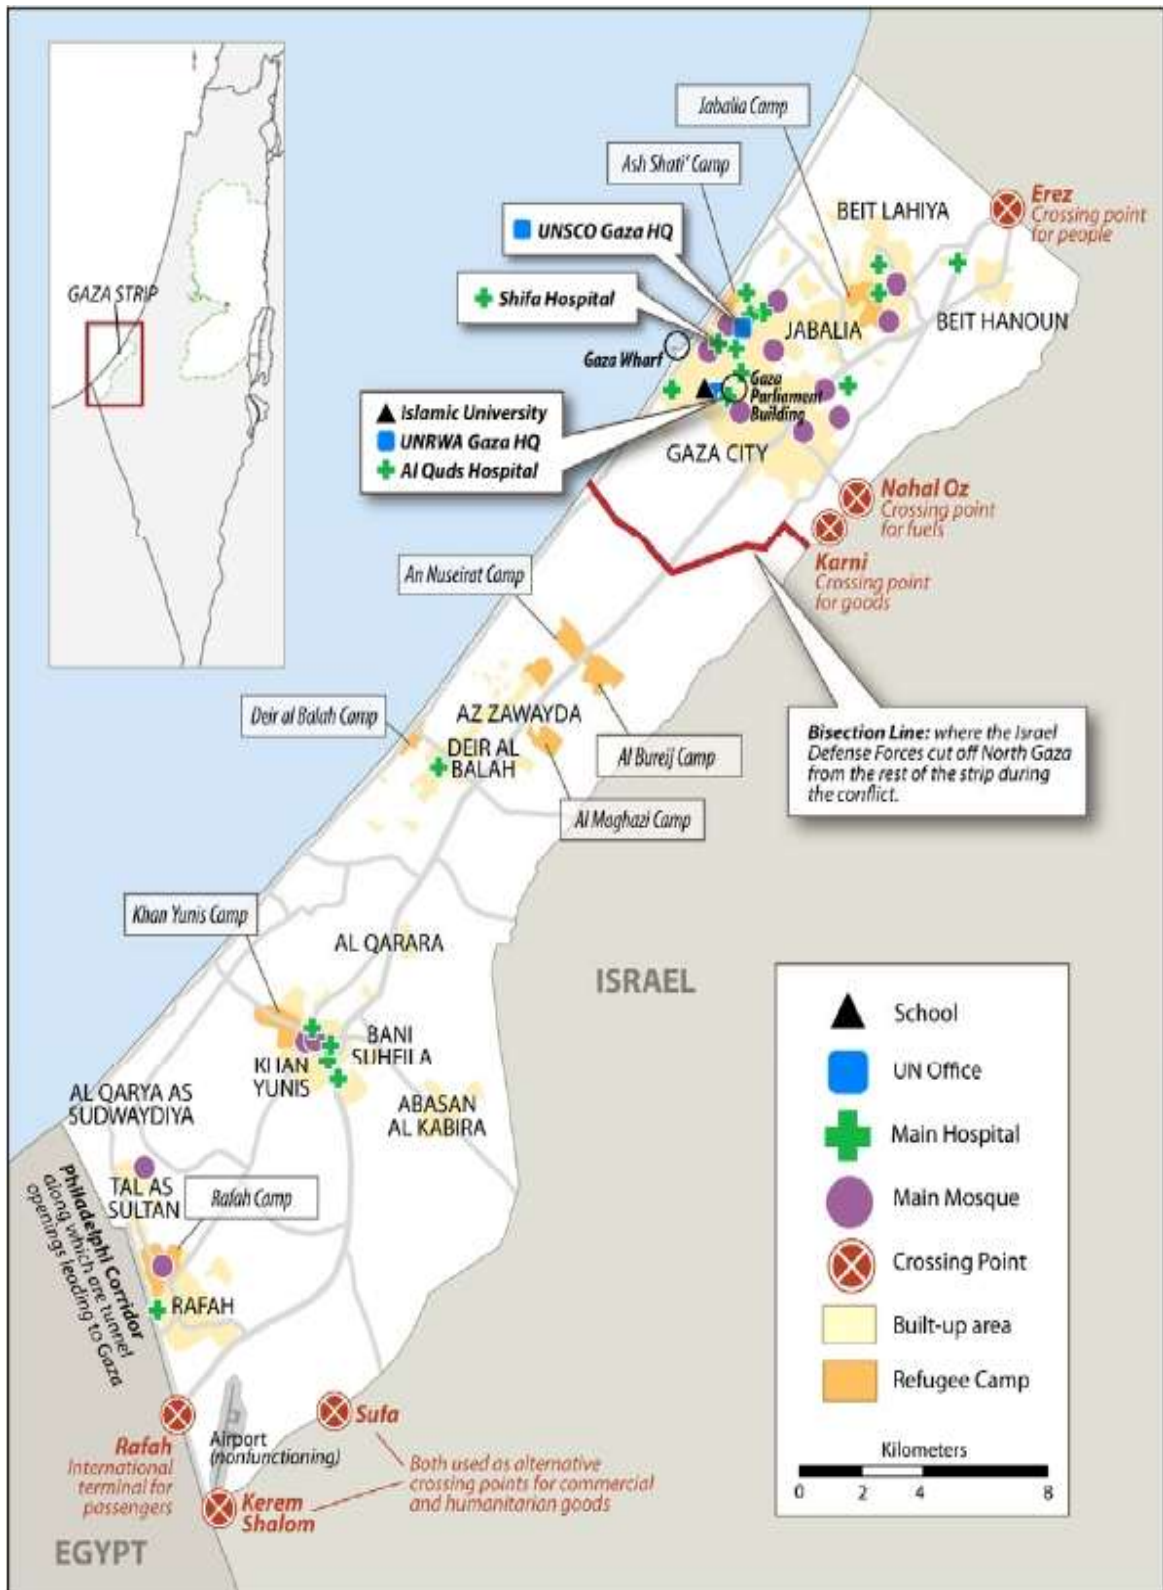 GAZA STRIP
Jabalia Camp
Ash Shati' Camp
UNSCO Gaza HQ
Shifa Hospital
Gaza Wharf
Islamic University
UNRWA Gaza HQ
Al Quds Hospital
BEIT LAHIYA
Erez
Crossing point
for people
JABALIA
BEIT HANOUN
Gaza
Parliament
Building
GAZA CITY
Nahal Oz
Crossing point
for fuels
Karni
Crossing point
for goods
An Nuseirat Camp
Deir al Balah Camp
AZ ZAWAYDA
DEIR AL
BALAH
Al Bureij Camp
Al Moghazi Camp
Bisection Line: where the Israel
Defense Forces cut off North Gaza
from the rest of the strip during
the conflict.
Khan Yunis Camp
AL QARARA
ISRAEL
BANI
SUHEILA
KHAN
YUNIS
AL QARYA AS
SUDWAYDIYA
ABASAN
AL KABIRA
TAL AS
SULTAN
Rafah Camp
Philadelphi Corridor
along which are tunnel
openings leading to Gaza
RAFAH
Rafah
International
terminal for
passengers
Airport
(nonfunctioning)
Sufa
Both used as alternative
crossing points for commercial
and humanitarian goods
Kerem
Shalom
EGYPT
School
UN Office
Main Hospital
Main Mosque
Crossing Point
Built-up area
Refugee Camp
Kilometers
0 2 4 8